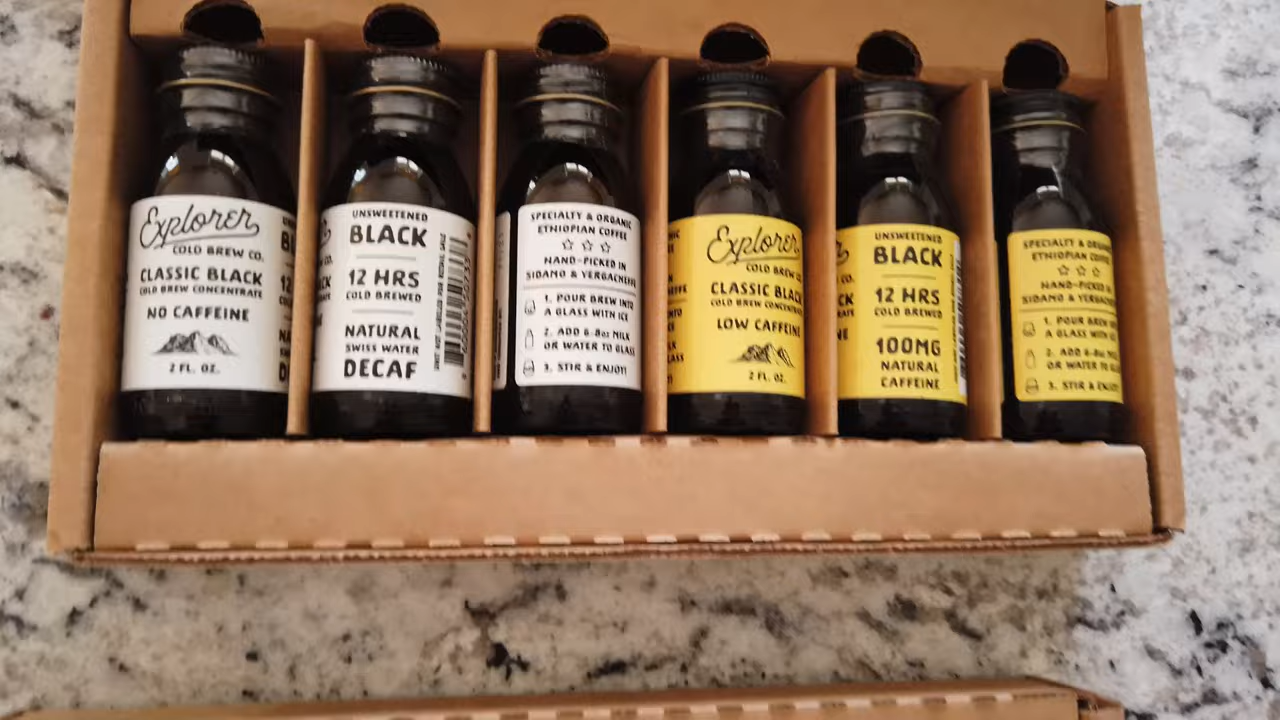 Explorer
COLD BREW CO.
CLASSIC BLACK
COLD BREW CONCENTRATE
NO CAFFEINE
2 FL. OZ.
UNSWEETENED
BLACK
12 HRS
COLD BREWED
NATURAL
SWISS WATER
DECAF
SPECIALTY & ORGANIC
ETHIOPIAN COFFEE
HAND-PICKED IN
SIDAMO & YERGACHEFFE
1. POUR BREW INTO
A GLASS WITH ICE
2. ADD 6-8oz MILK
OR WATER TO GLASS
3. STIR & ENJOY!
Explorer
COLD BREW CO.
CLASSIC BLACK
COLD BREW CONCENTRATE
LOW CAFFEINE
2 FL. OZ.
UNSWEETENED
BLACK
12 HRS
COLD BREWED
100MG
NATURAL
CAFFEINE
SPECIALTY & ORGANIC
ETHIOPIAN COFFEE
HAND-PICKED IN
SIDAMO & YERGACHEFFE
1. POUR BREW INTO
A GLASS WITH ICE
2. ADD 6-8oz MILK
OR WATER TO GLASS
3. STIR & ENJOY!